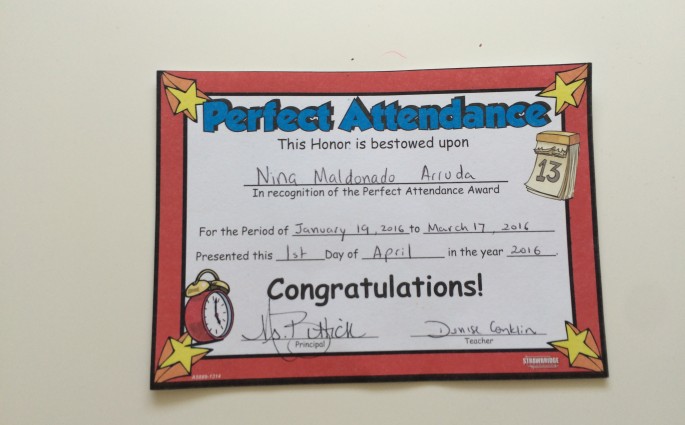 Perfect Attendance
This Honor is bestowed upon
Nina Maldonado Arruda
In recognition of the Perfect Attendance Award
13
For the Period of January 19, 2016 to March 17, 2016
Presented this 1st Day of April in the year 2016.
Congratulations!
Denise Conklin
Principal Teacher
STRAWBRIDGE